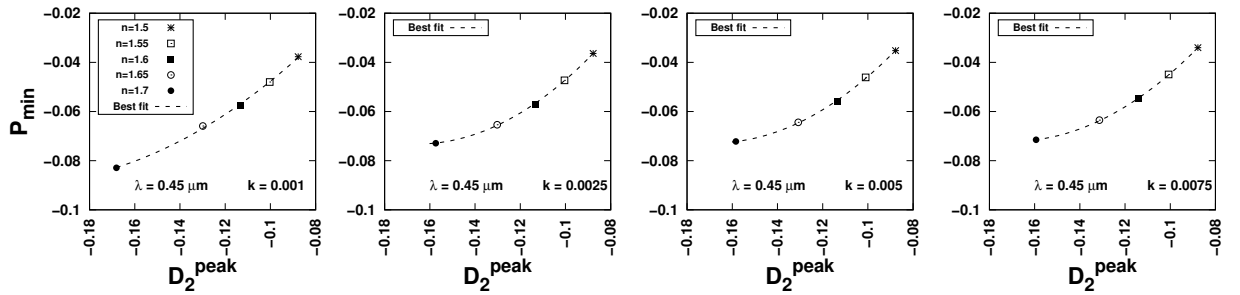 P_min
−0.02
−0.04
−0.06
−0.08
−0.1
n=1.5
n=1.55
n=1.6
n=1.65
n=1.7
Best fit
λ = 0.45 μm k = 0.001
−0.18
−0.16
−0.14
−0.12
−0.1
−0.08
D_2^peak
−0.02
−0.04
−0.06
−0.08
−0.1
Best fit
λ = 0.45 μm k = 0.0025
−0.18
−0.16
−0.14
−0.12
−0.1
−0.08
D_2^peak
−0.02
−0.04
−0.06
−0.08
−0.1
Best fit
λ = 0.45 μm k = 0.005
−0.18
−0.16
−0.14
−0.12
−0.1
−0.08
D_2^peak
−0.02
−0.04
−0.06
−0.08
−0.1
Best fit
λ = 0.45 μm k = 0.0075
−0.18
−0.16
−0.14
−0.12
−0.1
−0.08
D_2^peak